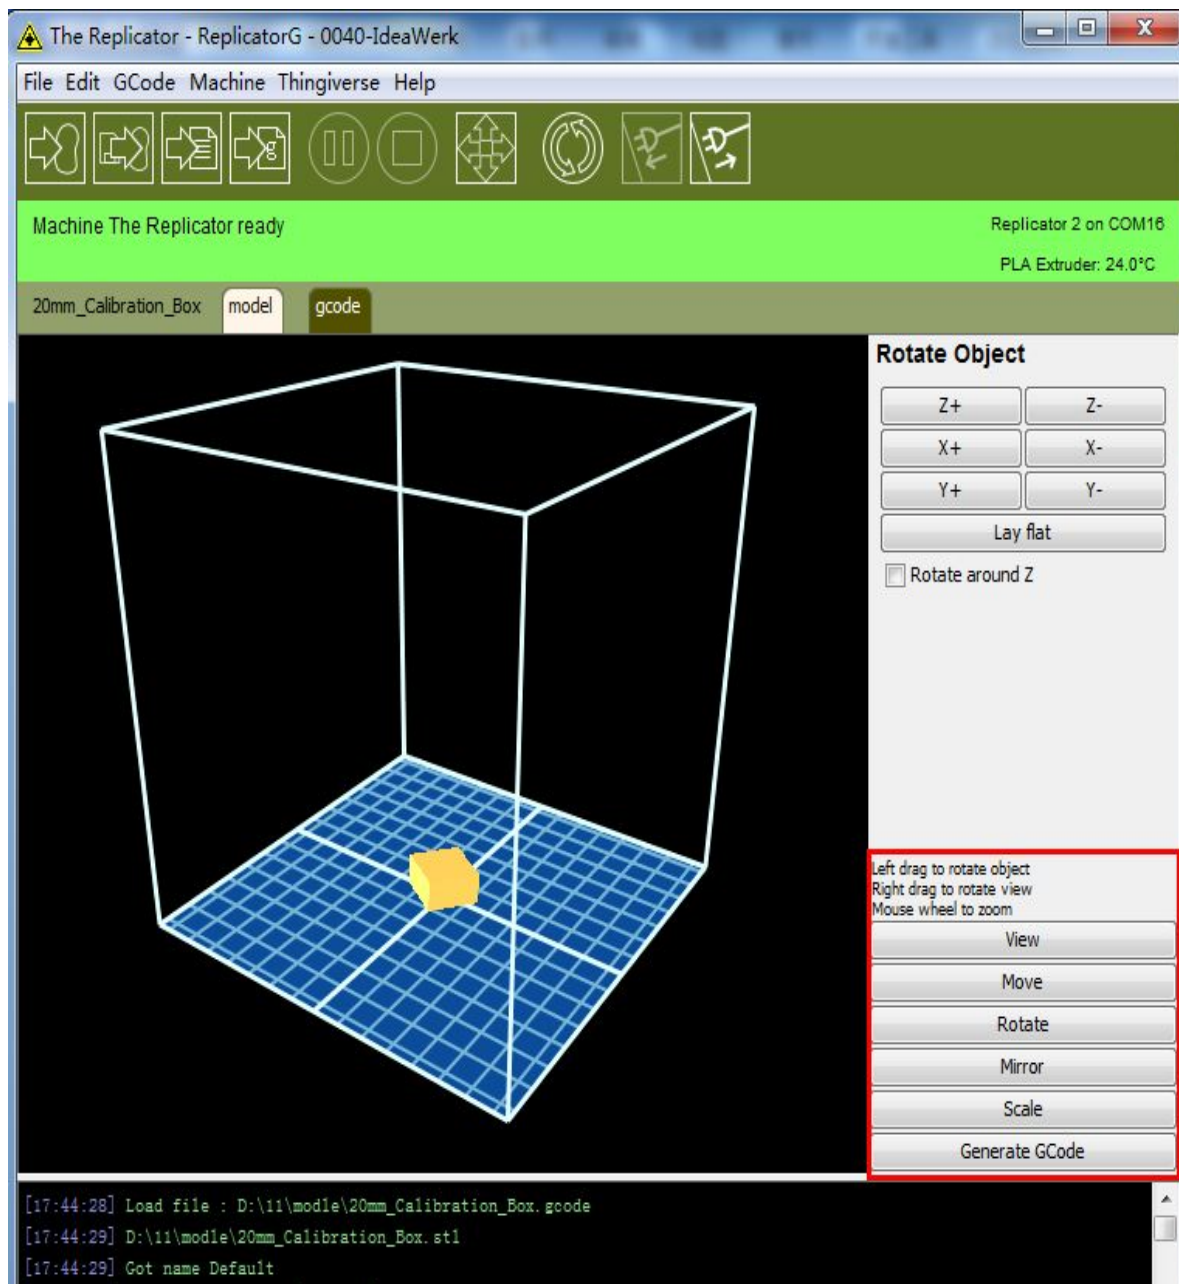 The Replicator - ReplicatorG - 0040-IdeaWerk
File Edit GCode Machine Thingiverse Help
g
Machine The Replicator ready
Replicator 2 on COM16
PLA Extruder: 24.0°C
20mm_Calibration_Box model gcode
Rotate Object
Z+ Z-
X+ X-
Y+ Y-
Lay flat
Rotate around Z
Left drag to rotate object
Right drag to rotate view
Mouse wheel to zoom
View
Move
Rotate
Mirror
Scale
Generate GCode
[17:44:28] Load file : D:\11\modle\20mm_Calibration_Box.gcode
[17:44:29] D:\11\modle\20mm_Calibration_Box.stl
[17:44:29] Got name Default